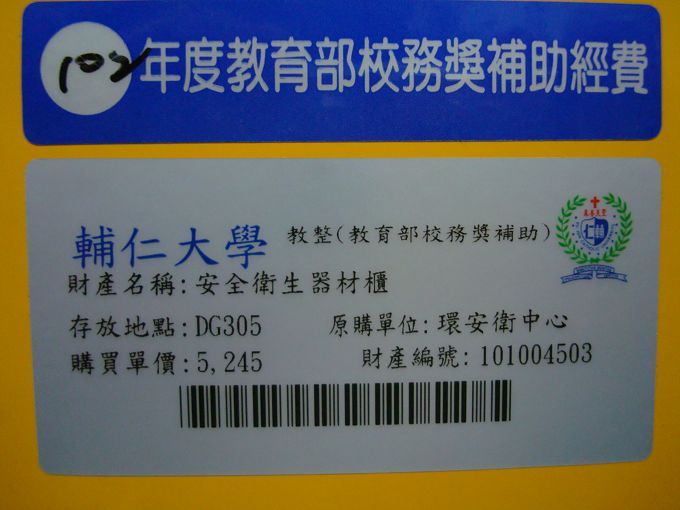 102年度教育部校務獎補助經費
輔仁大學 教整(教育部校務獎補助)
財產名稱:安全衛生器材櫃
存放地點:DG305 原購單位:環安衛中心
購買單價:5,245 財產編號:101004503